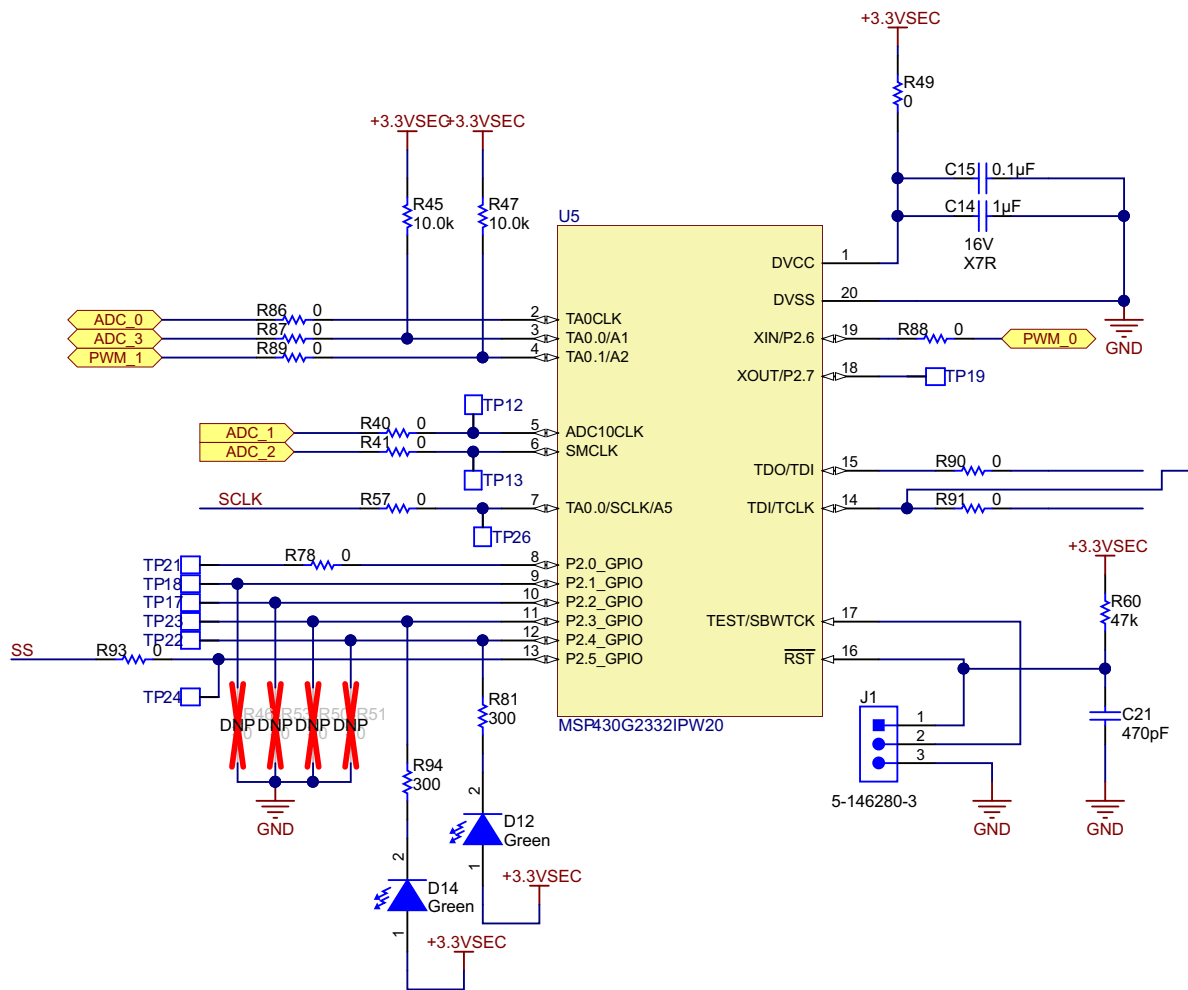 +3.3VSEC
R49
0
+3.3VSEC
+3.3VSEC
C15
0.1µF
R45
10.0k
R47
10.0k
C14
1µF
16V
X7R
U5
DVCC
1
DVSS
20
ADC_0
R86
0
2
TA0CLK
ADC_3
R87
0
3
TA0.0/A1
PWM_1
R89
0
4
TA0.1/A2
XIN/P2.6
19
R88
0
PWM_0
GND
XOUT/P2.7
18
TP19
TP12
ADC_1
R40
0
5
ADC10CLK
ADC_2
R41
0
6
SMCLK
TP13
TDO/TDI
15
R90
0
SCLK
R57
0
7
TA0.0/SCLK/A5
TDI/TCLK
14
R91
0
TP26
+3.3VSEC
TP21
R78
0
8
P2.0_GPIO
TP18
9
P2.1_GPIO
TP17
10
P2.2_GPIO
R60
47k
TP23
11
P2.3_GPIO
TEST/SBWTCK
17
TP22
12
P2.4_GPIO
SS
R93
0
13
P2.5_GPIO
RST
16
TP24
R81
300
J1
1
2
3
5-146280-3
C21
470pF
DNP
DNP
DNP
DNP
R46
R53
R50
R51
0
0
MSP430G2332IPW20
R94
300
GND
GND
GND
2
D12
Green
1
+3.3VSEC
2
D14
Green
1
+3.3VSEC